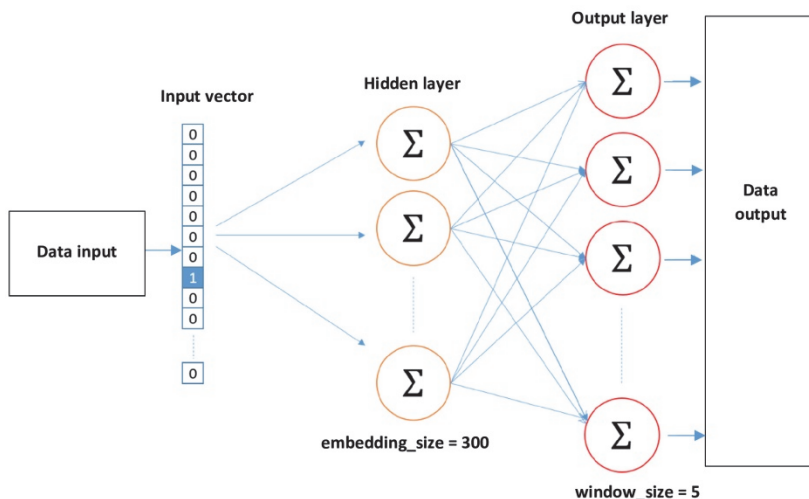 Output layer
Input vector
Hidden layer
Data input
0
0
0
0
0
0
0
1
0
0
0
Σ
Σ
Σ
Σ
Σ
Σ
Σ
Data
output
embedding_size = 300
window_size = 5